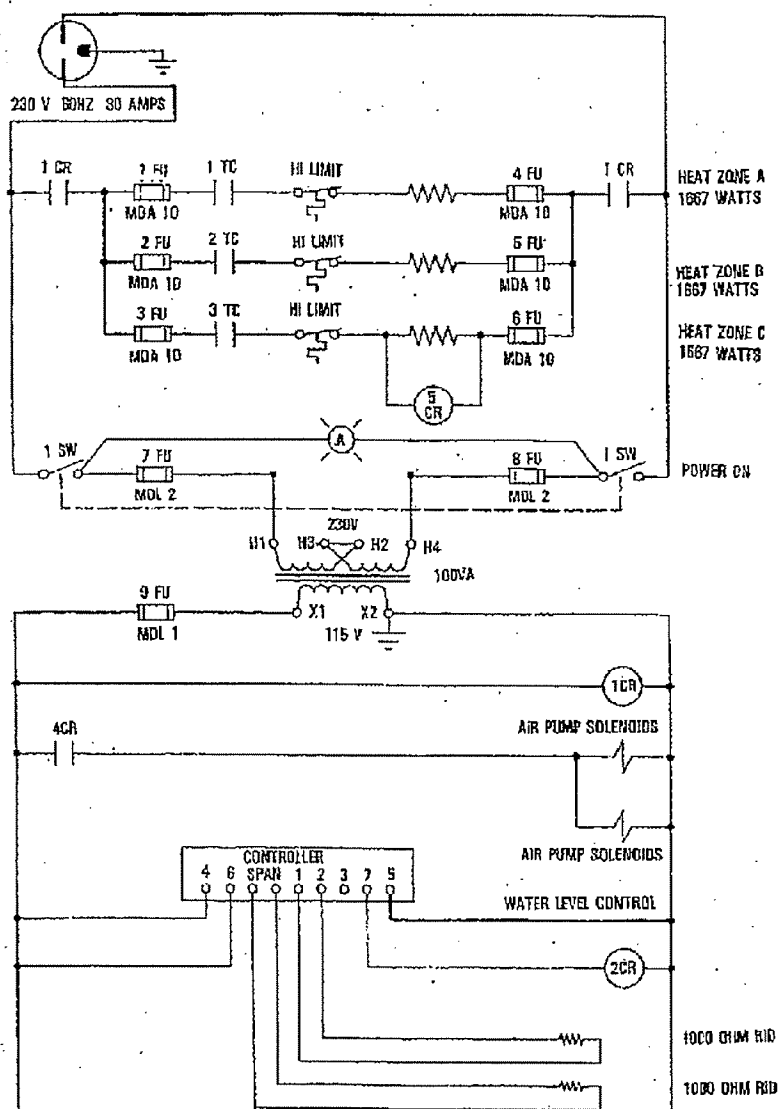 230 V 60HZ 30 AMPS
1 CR
1 FU
MDA 10
1 TC
HI LIMIT
4 FU
MDA 10
1 CR
HEAT ZONE A
1667 WATTS
2 FU
MDA 10
2 TC
HI LIMIT
5 FU
MDA 10
HEAT ZONE B
1667 WATTS
3 FU
MDA 10
3 TC
HI LIMIT
6 FU
MDA 10
HEAT ZONE C
1667 WATTS
5
CR
A
1 SW
7 FU
MDL 2
8 FU
MDL 2
1 SW
POWER ON
230V
H1
H3
H2
H4
100VA
9 FU
MDL 1
X1
X2
115 V
1CR
4CR
AIR PUMP SOLENOIDS
AIR PUMP SOLENOIDS
CONTROLLER
4 6 SPAN 1 2 3 7 5
WATER LEVEL CONTROL
2CR
1000 OHM RTD
1000 OHM RTD